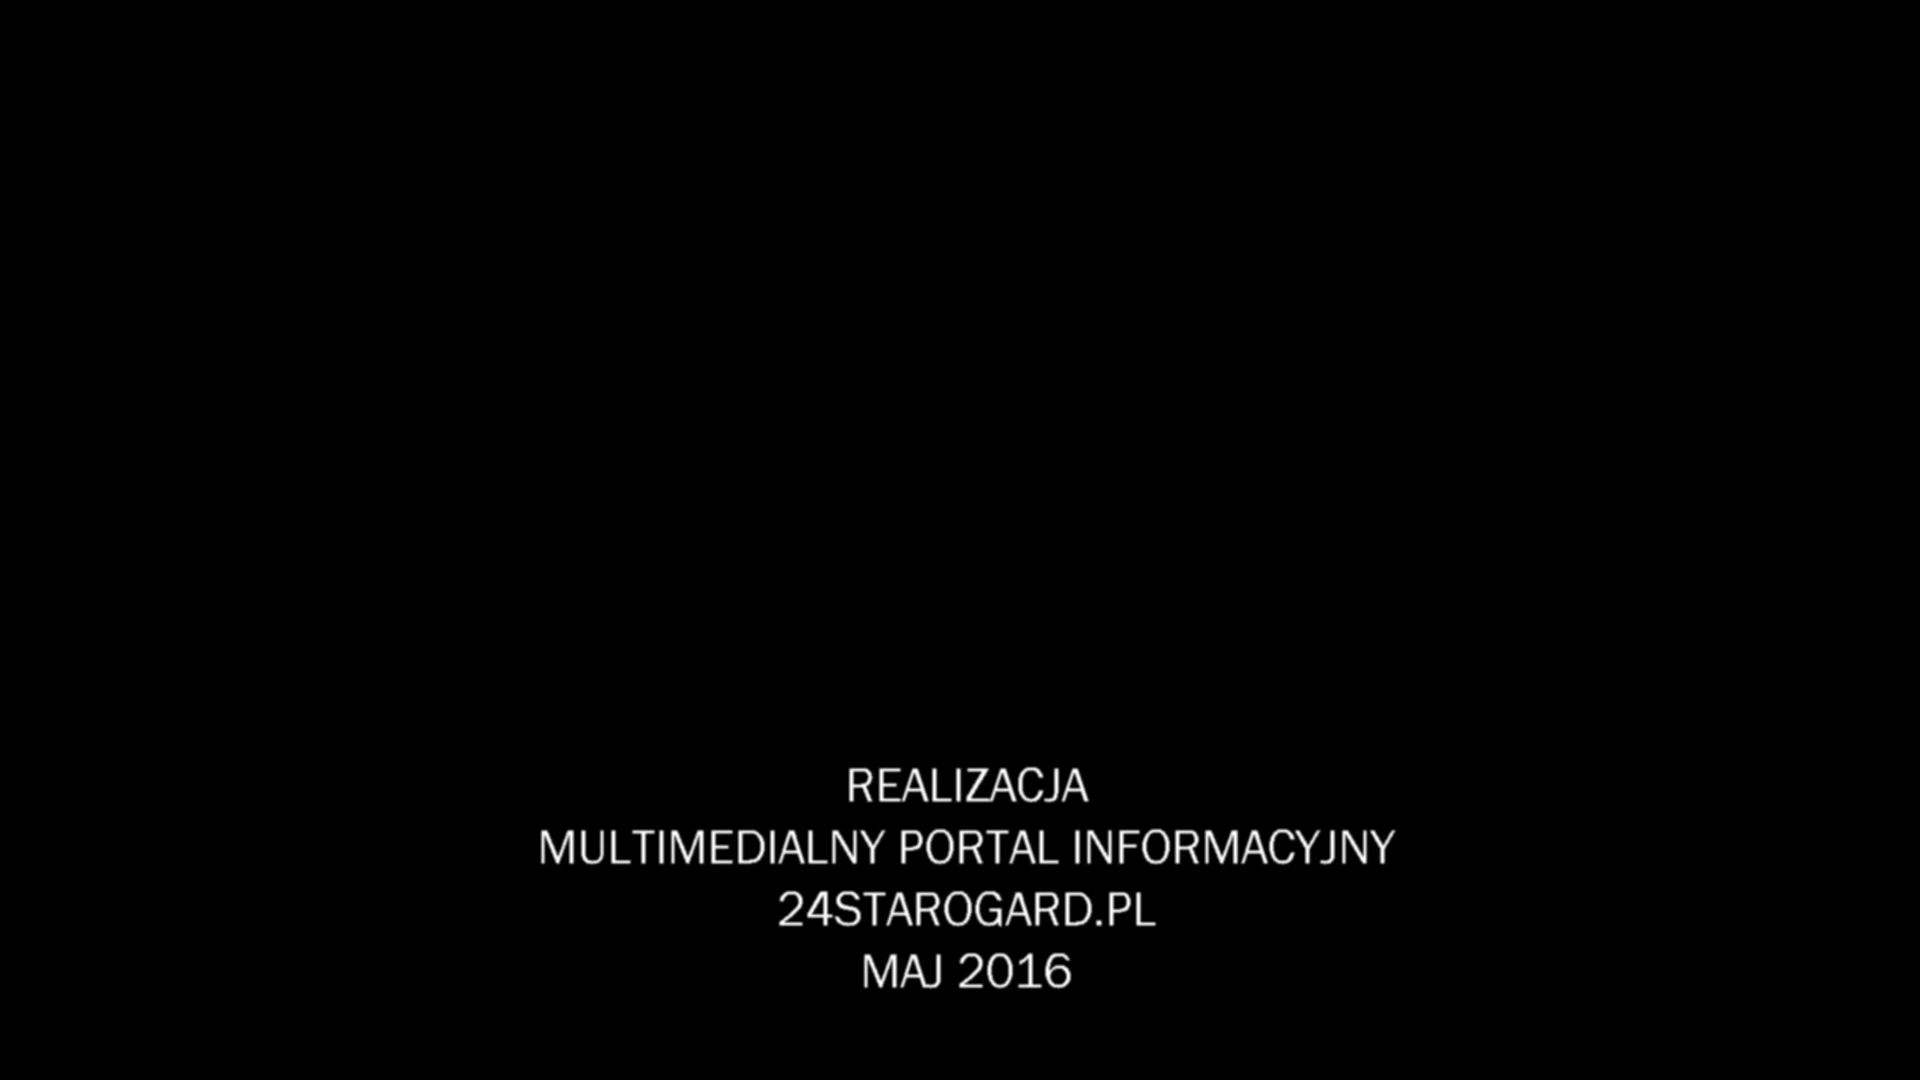 REALIZACJA
MULTIMEDIALNY PORTAL INFORMACYJNY
24STAROGARD.PL
MAJ 2016